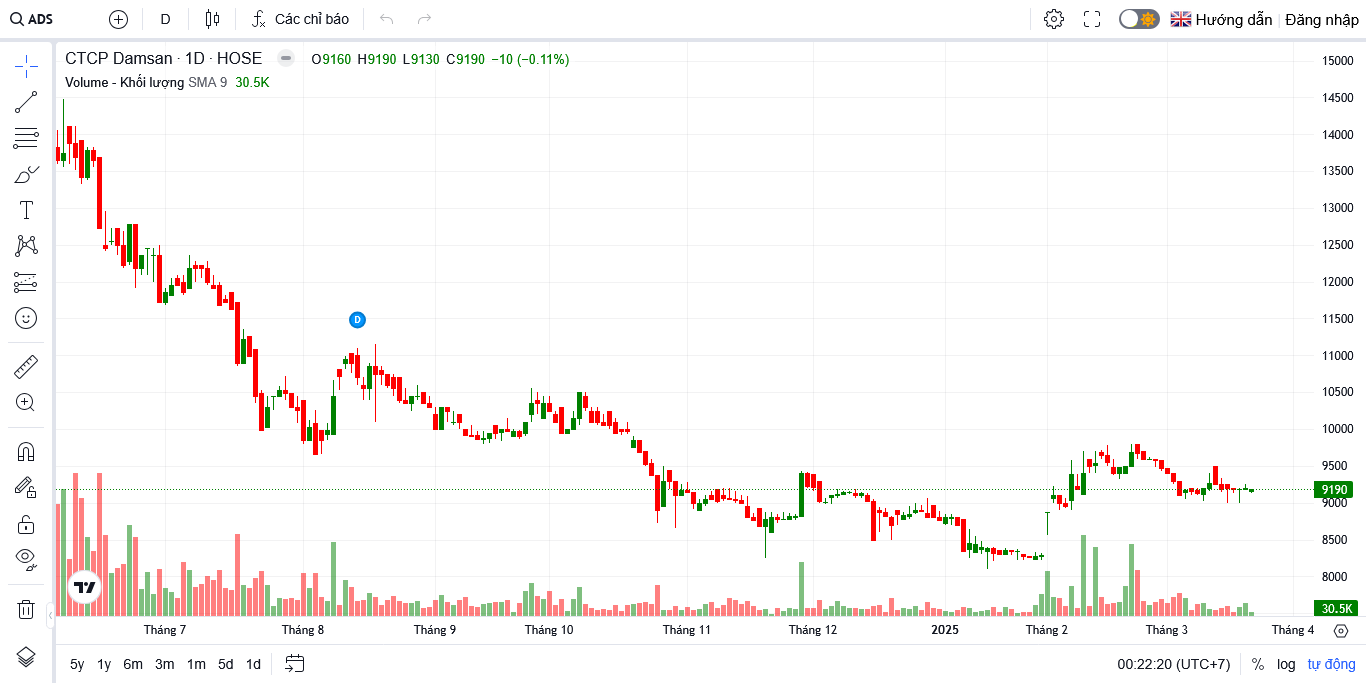 ADS D Các chỉ báo Hướng dẫn Đăng nhập
CTCP Damsan · 1D · HOSE O9160 H9190 L9130 C9190 −10 (−0.11%)
Volume - Khối lượng SMA 9 30.5K
15000
14500
14000
13500
13000
12500
12000
11500
11000
10500
10000
9500
9190
9000
8500
8000
30.5K
D
Tháng 7 Tháng 8 Tháng 9 Tháng 10 Tháng 11 Tháng 12 2025 Tháng 2 Tháng 3 Tháng 4
5y 1y 6m 3m 1m 5d 1d 00:22:20 (UTC+7) % log tự động